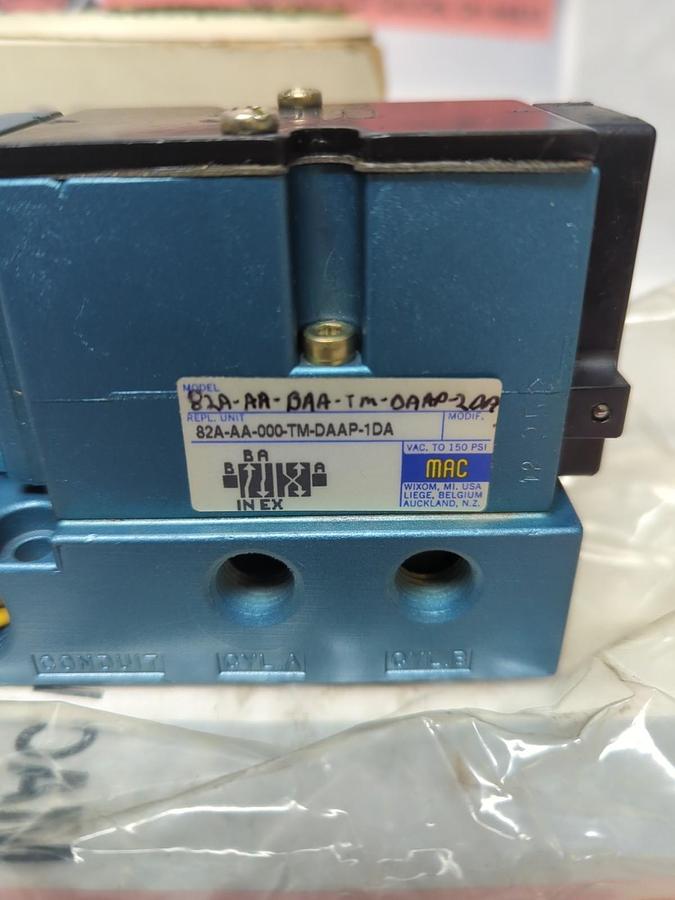 MODEL
82A-AA-BAA-TM-DAAP-2DA
REPL. UNIT
MODIF.
82A-AA-000-TM-DAAP-1DA
VAC. TO 150 PSI
B A
B A
IN EX
MAC
WIXOM, MI. USA
LIEGE, BELGIUM
AUCKLAND, N.Z.
CONDUIT
CYL.A
CYL.B